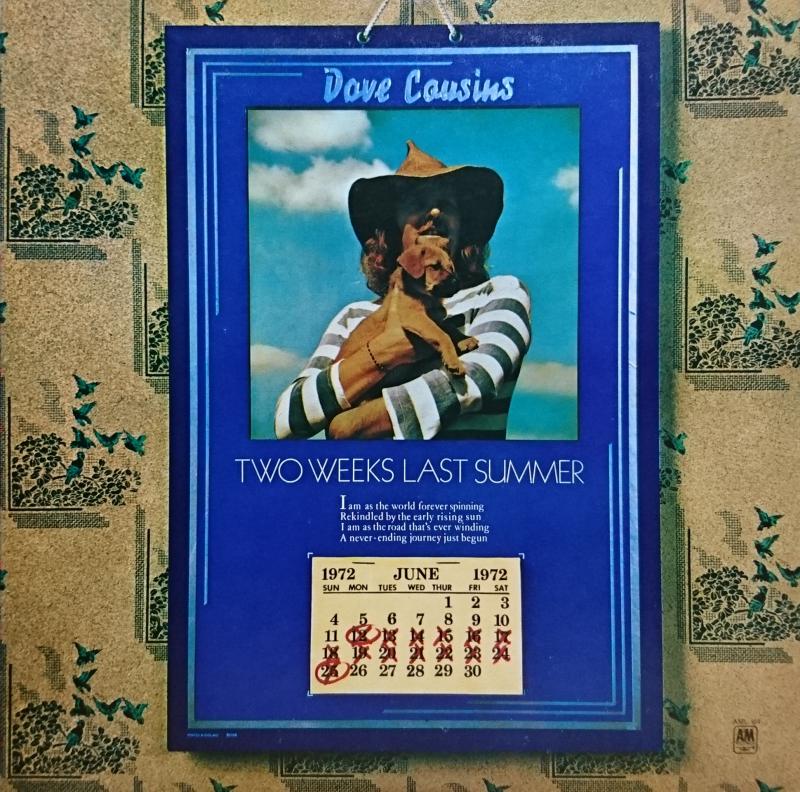 Dave Cousins
TWO WEEKS LAST SUMMER
I am as the world forever spinning
Rekindled by the early rising sun
I am as the road that's ever winding
A never-ending journey just begun
1972 JUNE 1972
SUN MON TUES WED THUR FRI SAT
1 2 3
4 5 6 7 8 9 10
11 12 13 14 15 16 17
18 19 20 21 22 23 24
25 26 27 28 29 30
AM